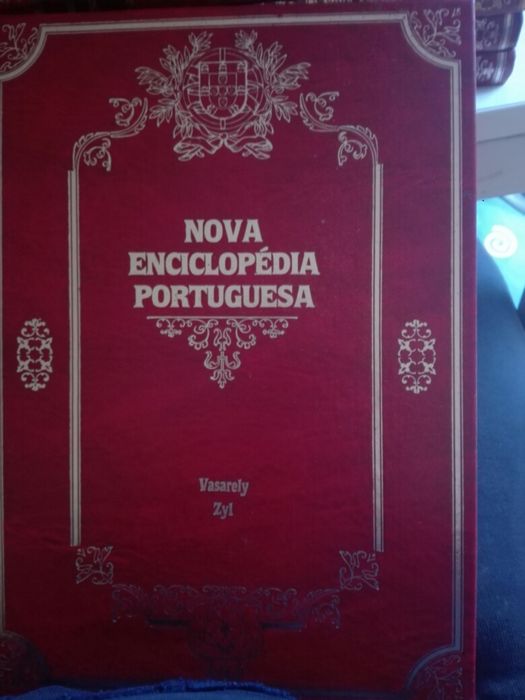 NOVA
ENCICLOPÉDIA
PORTUGUESA
Vasarely
Zyl